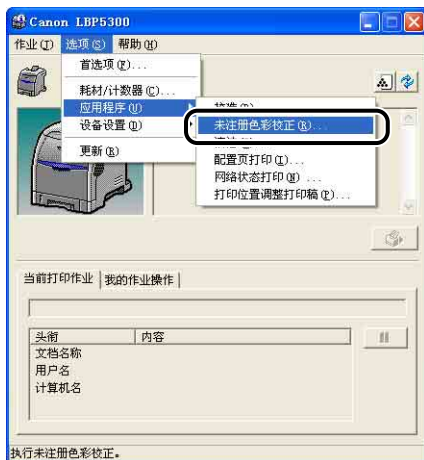 Canon LBP5300
作业(J) 选项(S) 帮助(H)
首选项(P)...
耗材/计数器(C)...
应用程序(U)
设备设置(D)
更新(R)
未注册色彩校正(R)...
配置页打印(I)...
网络状态打印(N) ...
打印位置调整打印稿(P)...
当前打印作业 我的作业操作
头衔 内容
文档名称
用户名
计算机名
执行未注册色彩校正。